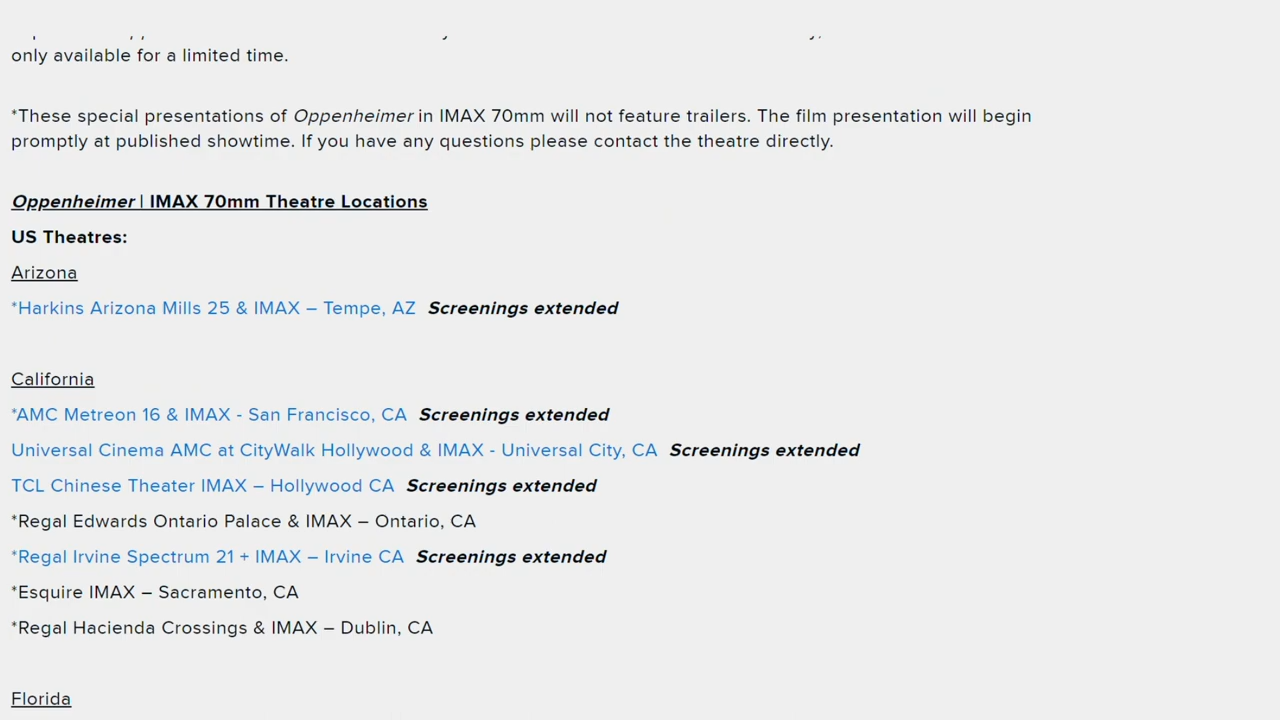 only available for a limited time.
*These special presentations of Oppenheimer in IMAX 70mm will not feature trailers. The film presentation will begin
promptly at published showtime. If you have any questions please contact the theatre directly.
Oppenheimer | IMAX 70mm Theatre Locations
US Theatres:
Arizona
*Harkins Arizona Mills 25 & IMAX – Tempe, AZ Screenings extended
California
*AMC Metreon 16 & IMAX - San Francisco, CA Screenings extended
Universal Cinema AMC at CityWalk Hollywood & IMAX - Universal City, CA Screenings extended
TCL Chinese Theater IMAX – Hollywood CA Screenings extended
*Regal Edwards Ontario Palace & IMAX – Ontario, CA
*Regal Irvine Spectrum 21 + IMAX – Irvine CA Screenings extended
*Esquire IMAX – Sacramento, CA
*Regal Hacienda Crossings & IMAX – Dublin, CA
Florida